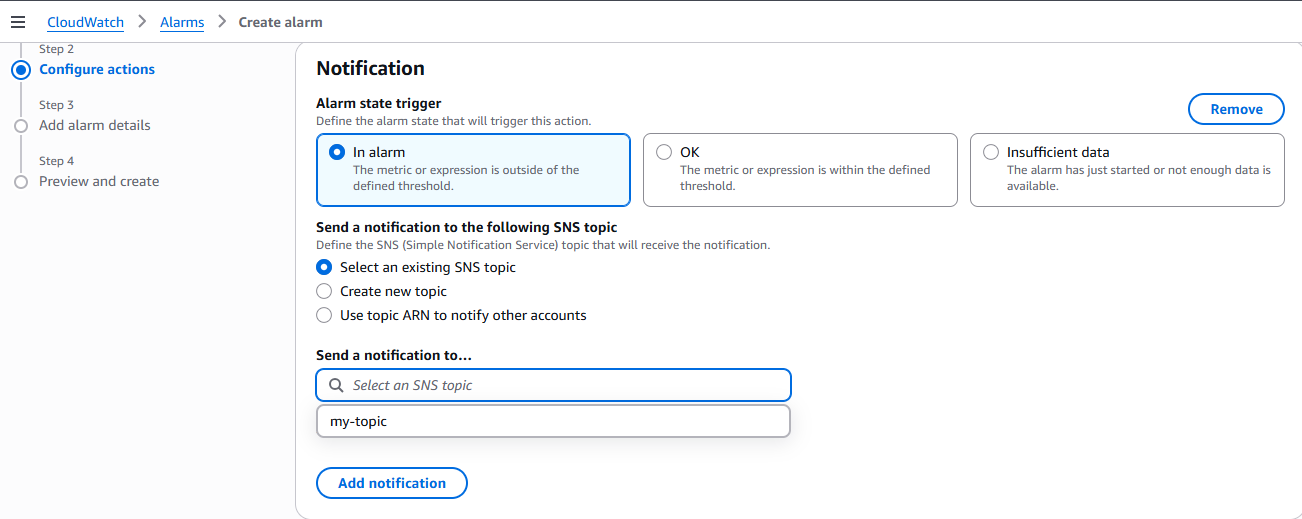 CloudWatch > Alarms > Create alarm
Step 2
Configure actions
Step 3
Add alarm details
Step 4
Preview and create
Notification
Alarm state trigger
Define the alarm state that will trigger this action.
Remove
In alarm
The metric or expression is outside of the
defined threshold.
OK
The metric or expression is within the defined
threshold.
Insufficient data
The alarm has just started or not enough data is
available.
Send a notification to the following SNS topic
Define the SNS (Simple Notification Service) topic that will receive the notification.
Select an existing SNS topic
Create new topic
Use topic ARN to notify other accounts
Send a notification to…
Select an SNS topic
my-topic
Add notification